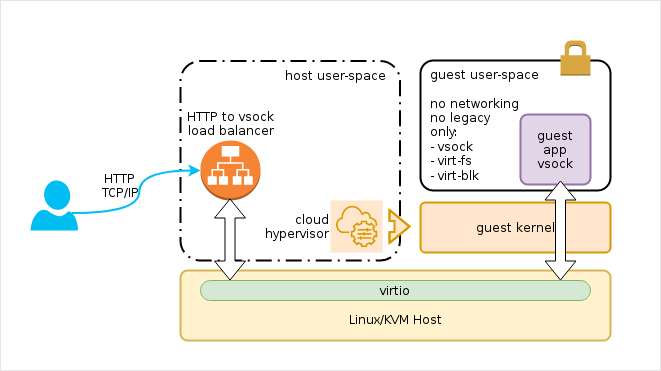 host user-space
guest user-space
HTTP to vsock
load balancer
no networking
no legacy
only:
- vsock
- virt-fs
- virt-blk
guest
app
vsock
HTTP
TCP/IP
cloud
hypervisor
guest kernel
virtio
Linux/KVM Host